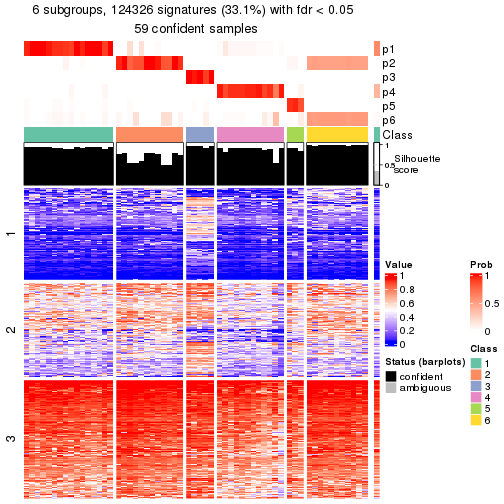 6 subgroups, 124326 signatures (33.1%) with fdr < 0.05
59 confident samples
p1
p2
p3
p4
p5
p6
Class
1
0.5
0
Silhouette
score
1
2
3
Value
1
0.8
0.6
0.4
0.2
0
Status (barplots)
confident
ambiguous
Prob
1
0.5
0
Class
1
2
3
4
5
6